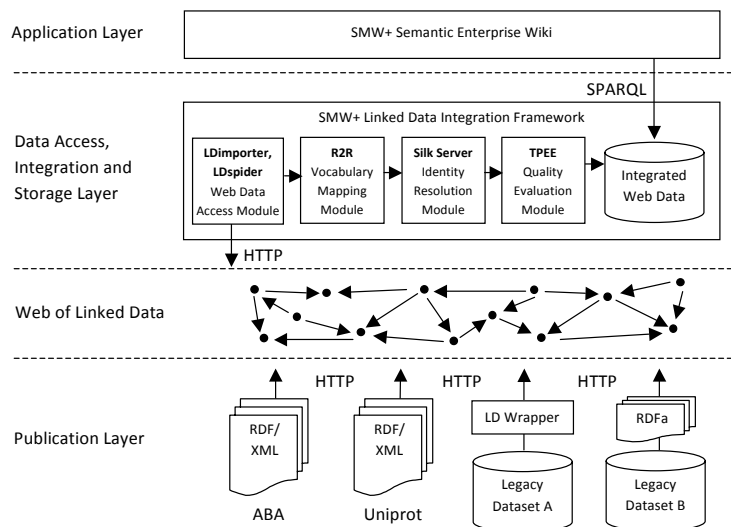 Application Layer
SMW+ Semantic Enterprise Wiki
SPARQL
SMW+ Linked Data Integration Framework
Data Access,
Integration and
Storage Layer
LDimporter,
LDspider
Web Data
Access Module
R2R
Vocabulary
Mapping
Module
Silk Server
Identity
Resolution
Module
TPEE
Quality
Evaluation
Module
Integrated
Web Data
HTTP
Web of Linked Data
HTTP
HTTP
HTTP
Publication Layer
RDF/
XML
ABA
RDF/
XML
Uniprot
LD Wrapper
Legacy
Dataset A
RDFa
Legacy
Dataset B